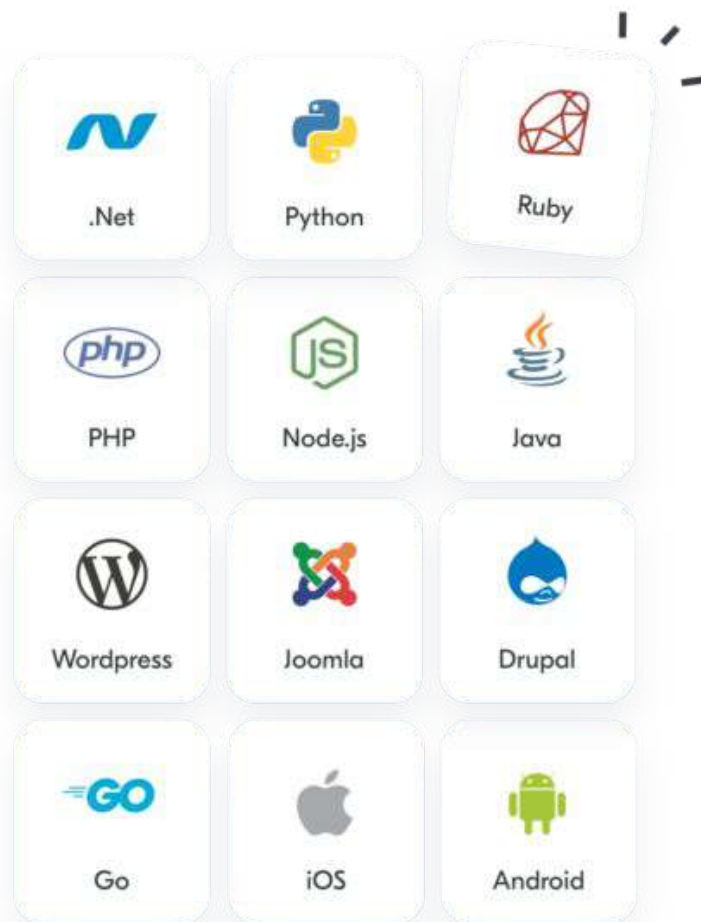 .Net
Python
Ruby
php
PHP
JS
Node.js
Java
W
Wordpress
Joomla
Drupal
GO
Go
iOS
Android